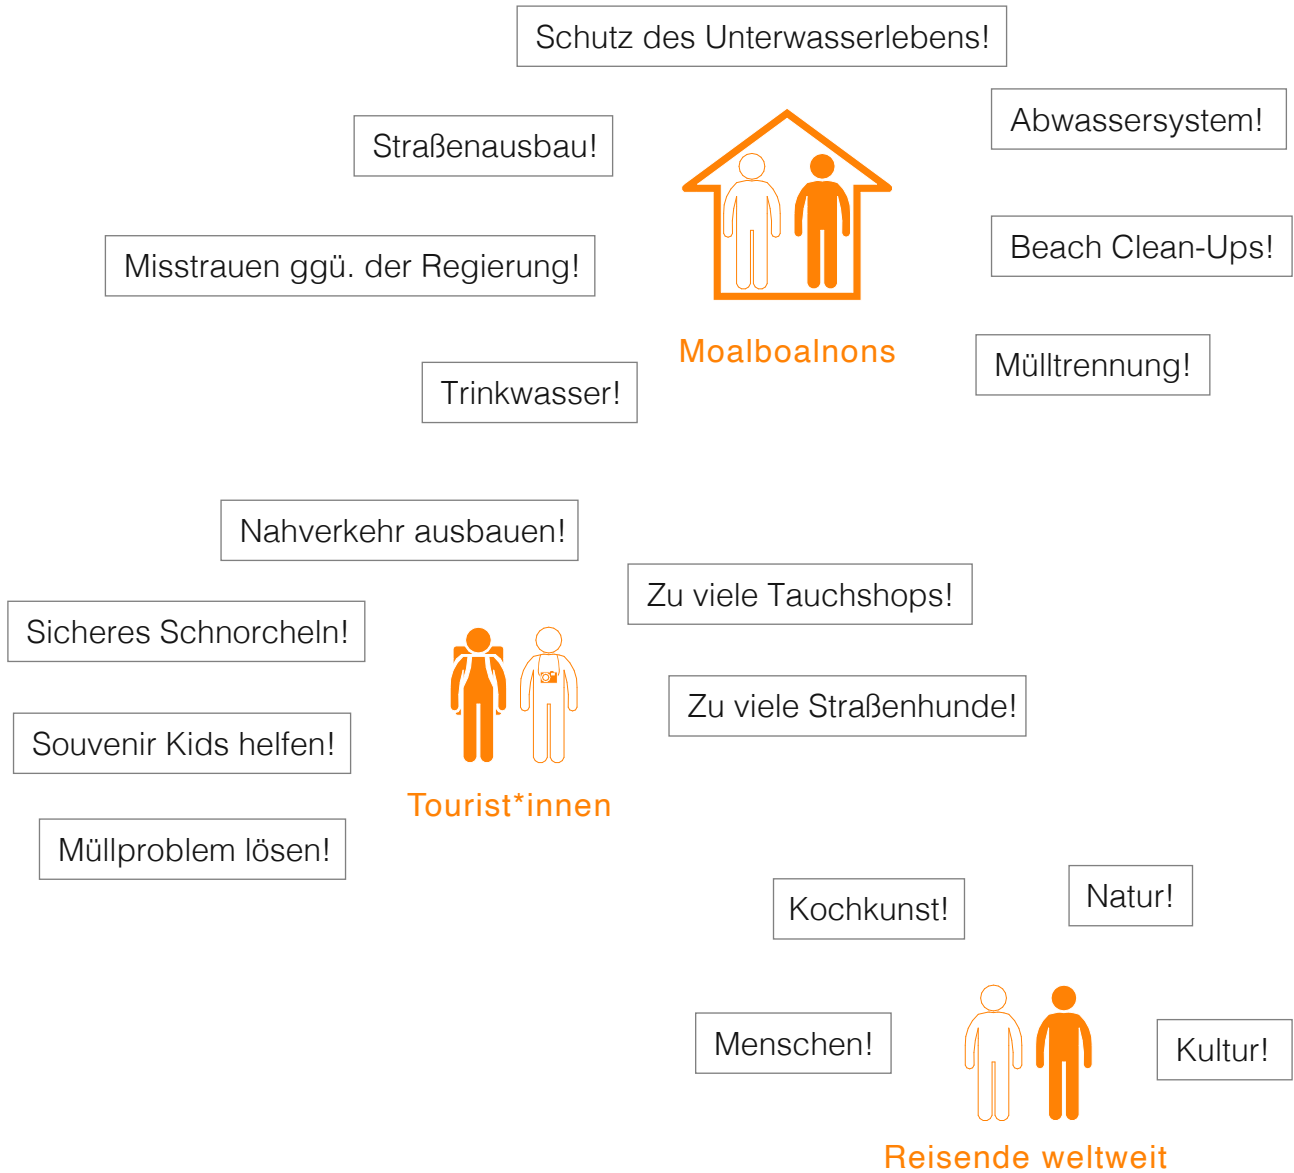 Schutz des Unterwasserlebens!
Abwassersystem!
Straßenausbau!
Beach Clean-Ups!
Misstrauen ggü. der Regierung!
Moalboalnons
Mülltrennung!
Trinkwasser!
Nahverkehr ausbauen!
Zu viele Tauchshops!
Sicheres Schnorcheln!
Zu viele Straßenhunde!
Souvenir Kids helfen!
Tourist*innen
Müllproblem lösen!
Kochkunst!
Natur!
Menschen!
Kultur!
Reisende weltweit